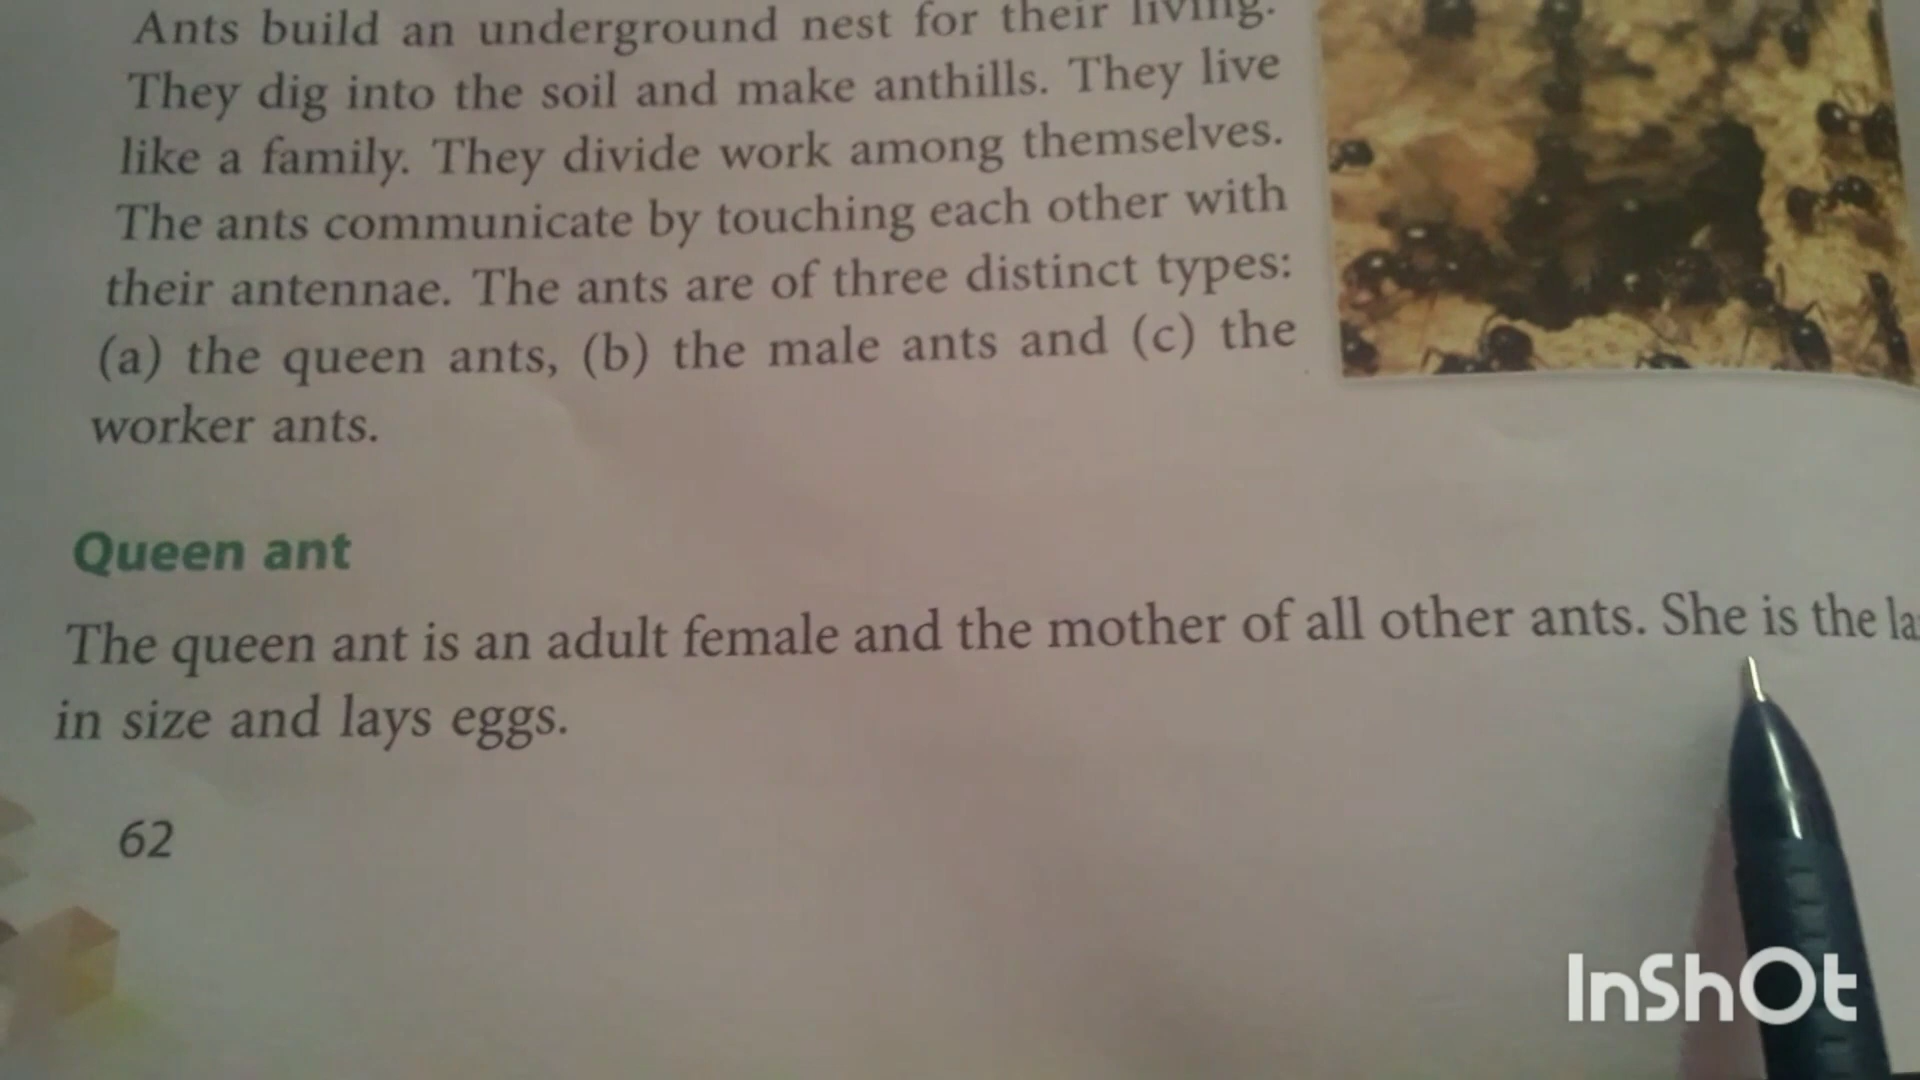 Ants build an underground nest for their living.
They dig into the soil and make anthills. They live
like a family. They divide work among themselves.
The ants communicate by touching each other with
their antennae. The ants are of three distinct types:
(a) the queen ants, (b) the male ants and (c) the
worker ants.
Queen ant
The queen ant is an adult female and the mother of all other ants. She is the
in size and lays eggs.
62
InShOt